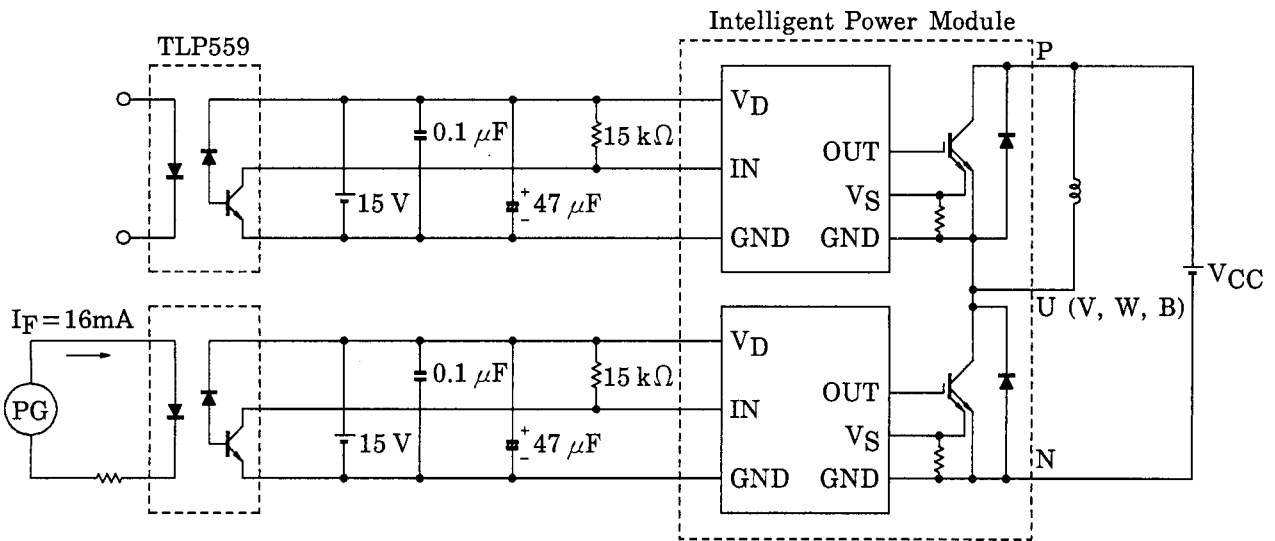 Intelligent Power Module
TLP559
P
V_D
0.1 μF
15 kΩ
OUT
IN
V_S
15 V
+
47 μF
-
GND
GND
V_CC
U (V, W, B)
I_F = 16mA
V_D
0.1 μF
15 kΩ
OUT
PG
IN
V_S
15 V
+
47 μF
-
N
GND
GND